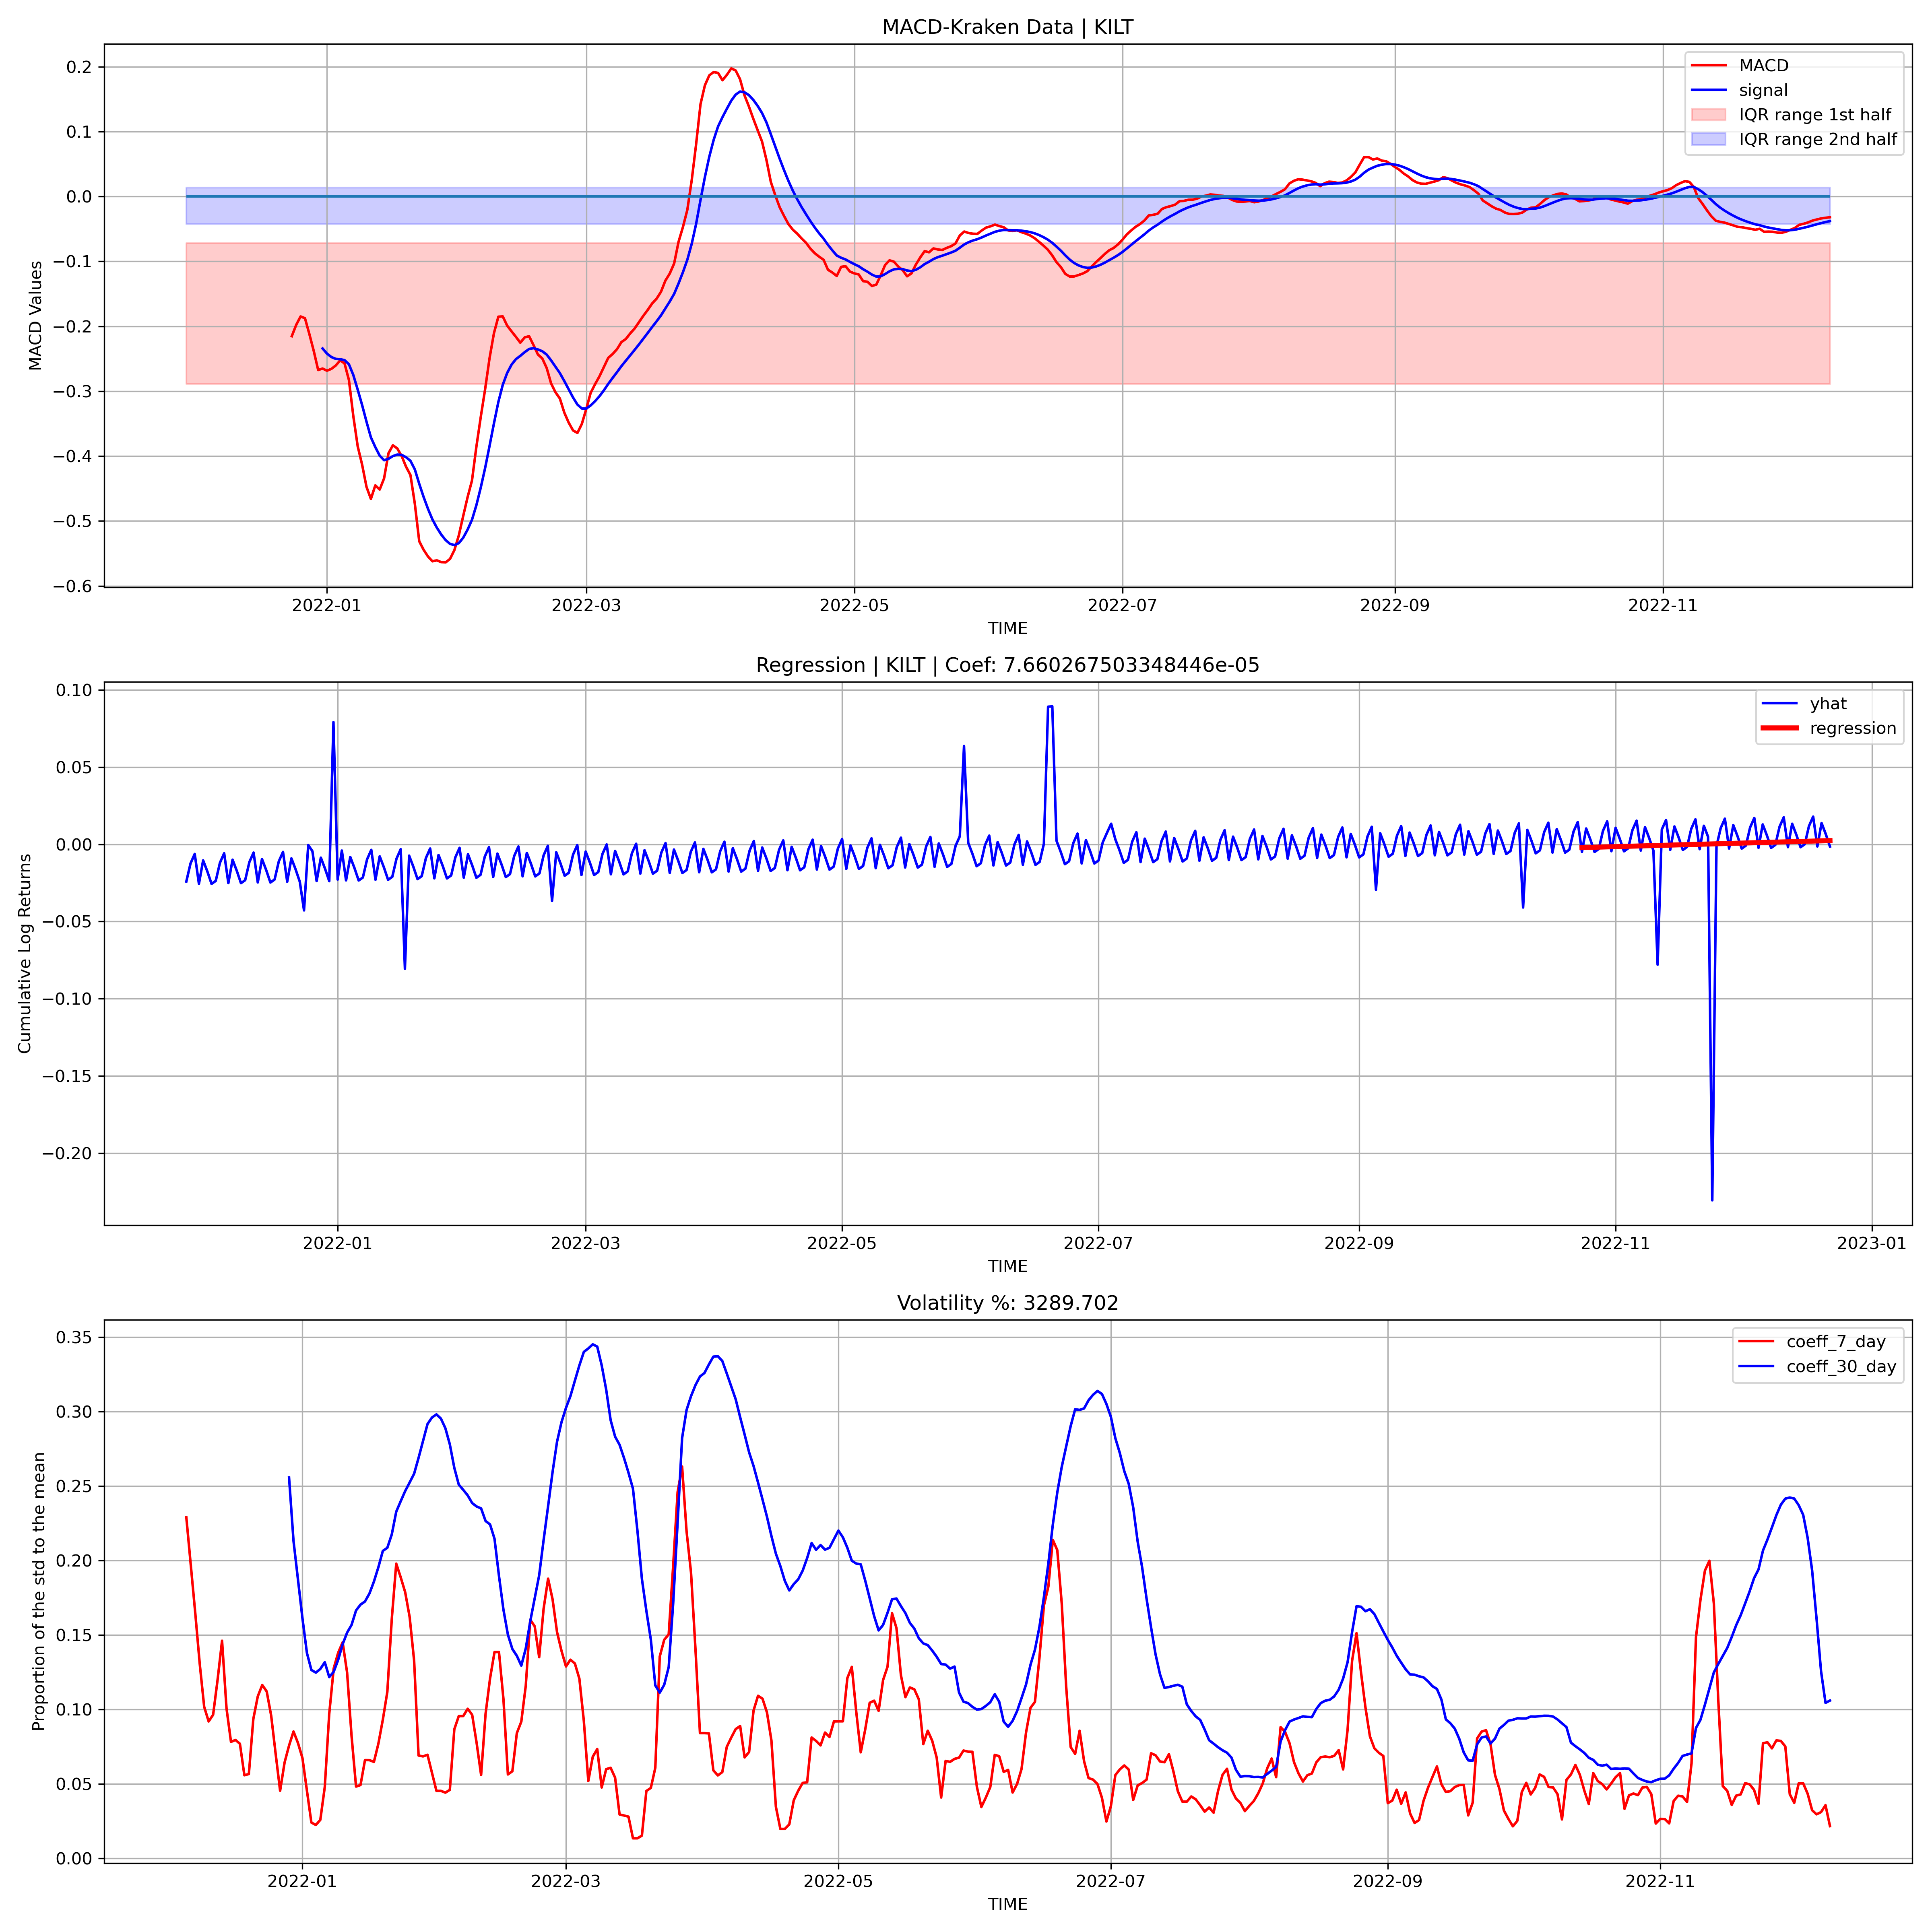 MACD-Kraken Data | KILT
MACD
signal
IQR range 1st half
IQR range 2nd half
MACD Values
0.2
0.1
0.0
−0.1
−0.2
−0.3
−0.4
−0.5
−0.6
2022-01 2022-03 2022-05 2022-07 2022-09 2022-11
TIME
Regression | KILT | Coef: 7.660267503348446e-05
yhat
regression
Cumulative Log Returns
0.10
0.05
0.00
−0.05
−0.10
−0.15
−0.20
2022-01 2022-03 2022-05 2022-07 2022-09 2022-11 2023-01
TIME
Volatility %: 3289.702
coeff_7_day
coeff_30_day
Proportion of the std to the mean
0.35
0.30
0.25
0.20
0.15
0.10
0.05
0.00
2022-01 2022-03 2022-05 2022-07 2022-09 2022-11
TIME